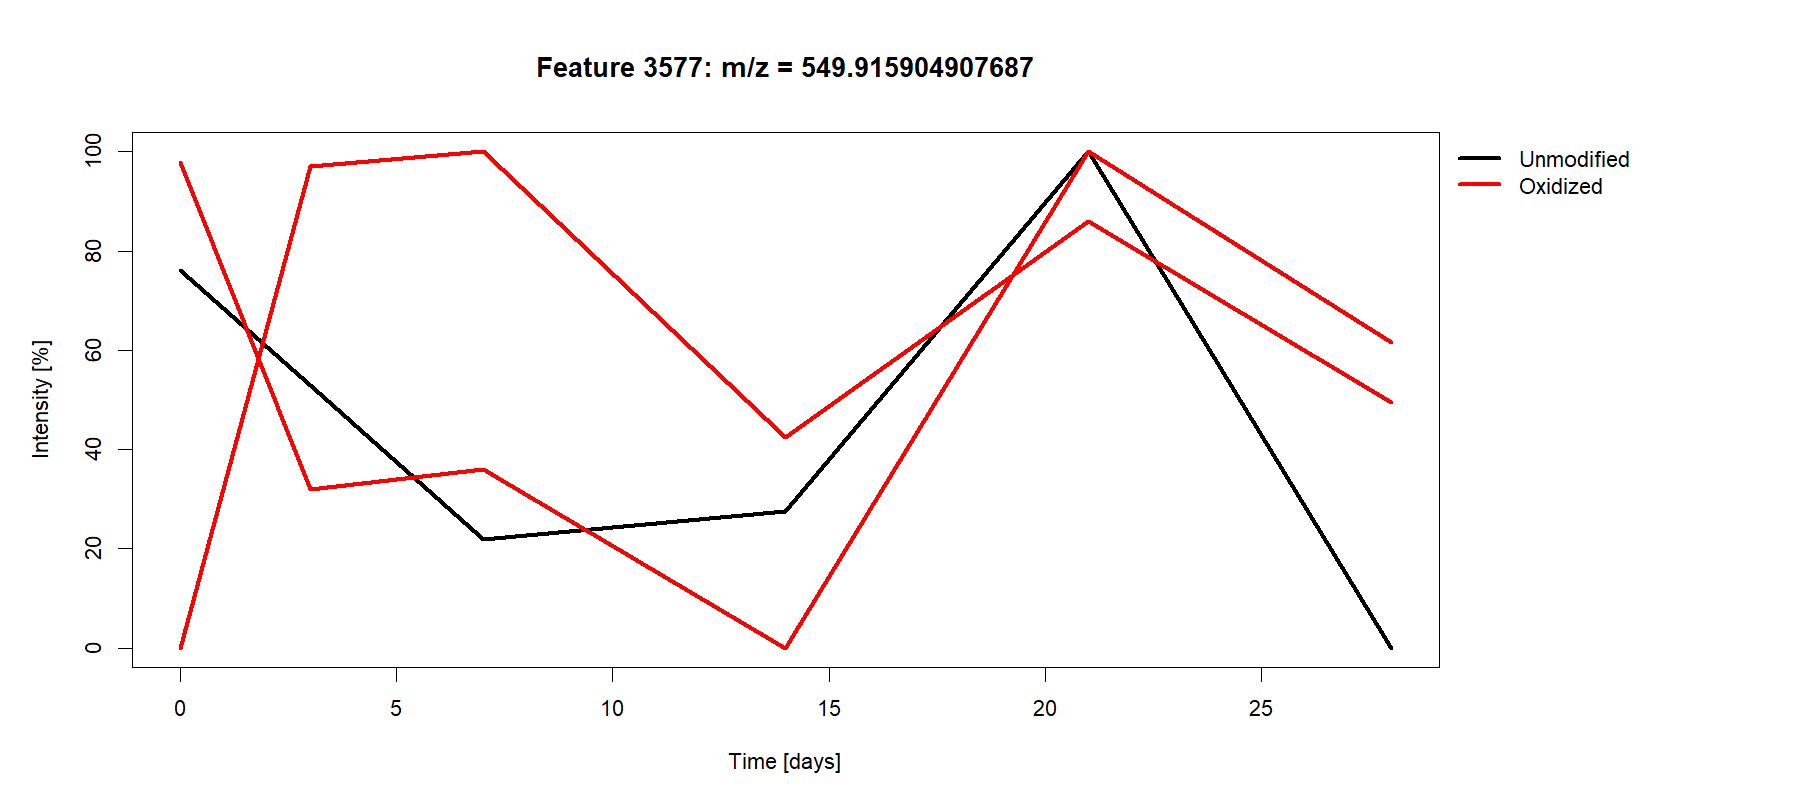 Feature 3577: m/z = 549.915904907687
Unmodified
Oxidized
Intensity [%]
100
80
60
40
20
0
0 5 10 15 20 25
Time [days]